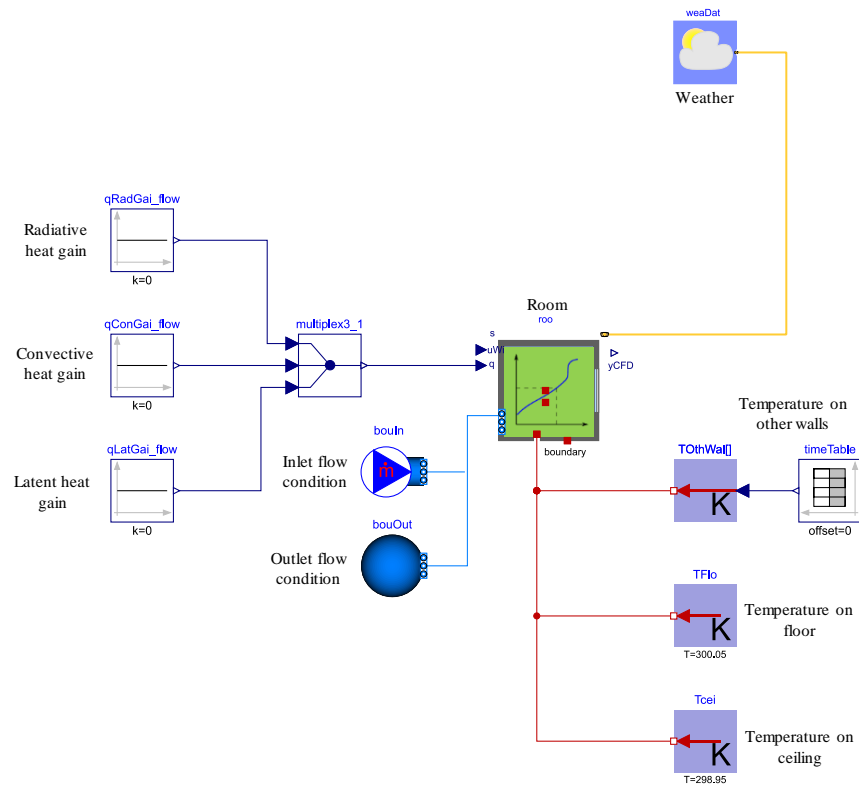 weaDat
Weather
qRadGai_flow
Radiative
heat gain
k=0
qConGai_flow
multiplex3_1
Convective
heat gain
k=0
qLatGai_flow
Latent heat
gain
k=0
Room
roo
s
uWi
q
yCFD
boundary
bouIn
ṁ
Inlet flow
condition
bouOut
Outlet flow
condition
Temperature on
other walls
TOthWal[]
K
timeTable
offset=0
TFlo
K
Temperature on
floor
T=300.05
Tcei
K
Temperature on
ceiling
T=298.95